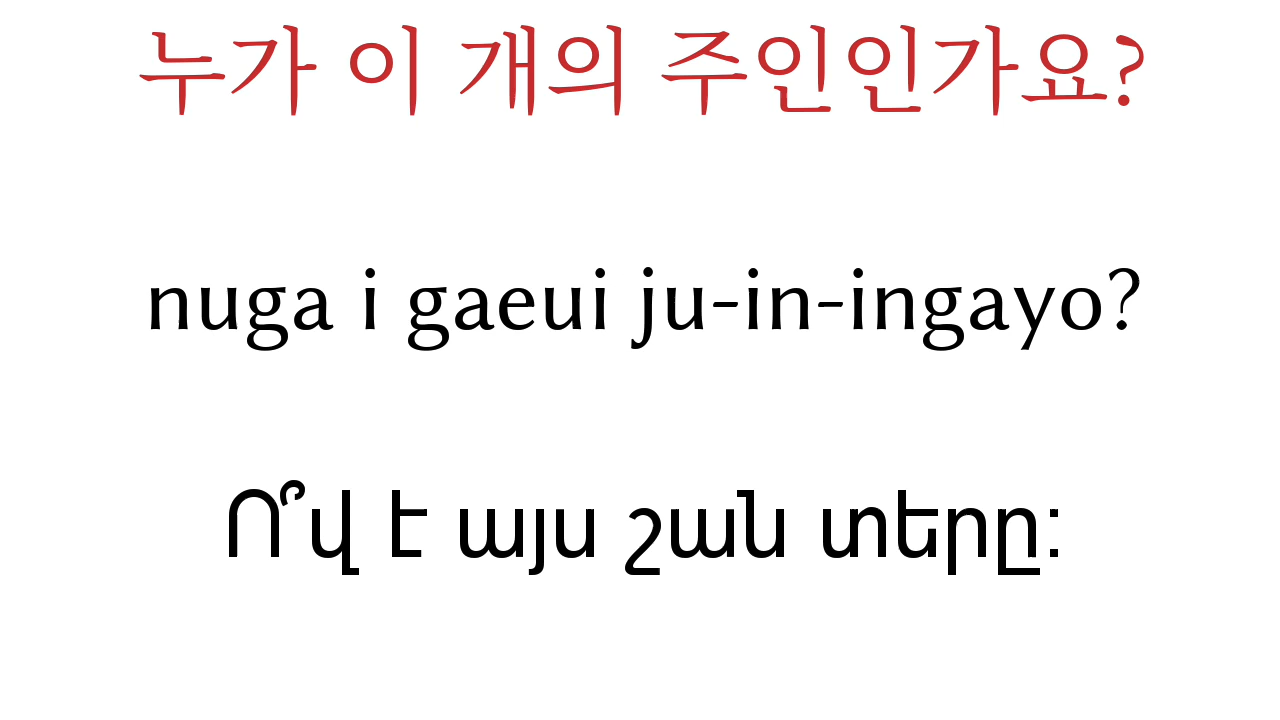 누가 이 개의 주인인가요?
nuga i gaeui ju-in-ingayo?
Ո՞վ է այս շան տերը: